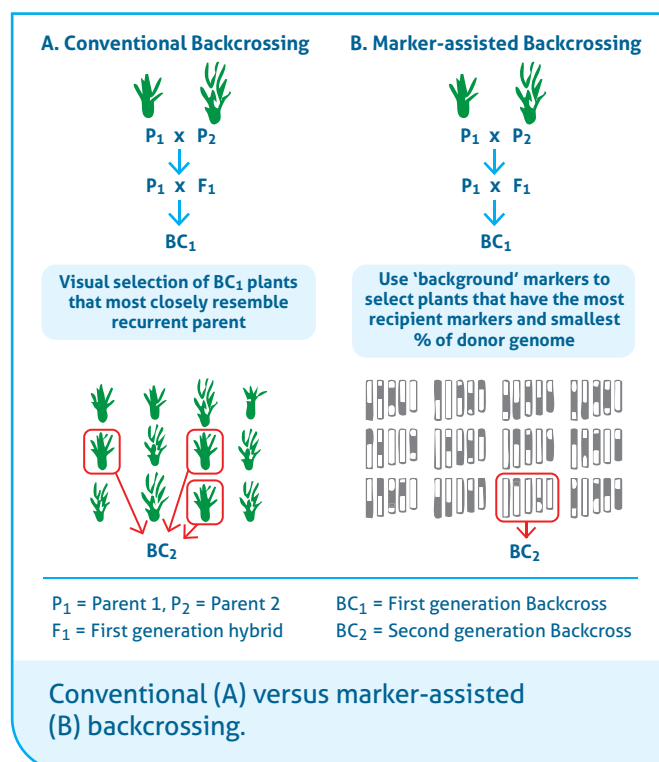 A. Conventional Backcrossing
P₁ x P₂
P₁ x F₁
BC₁
Visual selection of BC₁ plants
that most closely resemble
recurrent parent
BC₂
B. Marker-assisted Backcrossing
P₁ x P₂
P₁ x F₁
BC₁
Use ‘background’ markers to
select plants that have the most
recipient markers and smallest
% of donor genome
BC₂
P₁ = Parent 1, P₂ = Parent 2
F₁ = First generation hybrid
BC₁ = First generation Backcross
BC₂ = Second generation Backcross
Conventional (A) versus marker-assisted
(B) backcrossing.